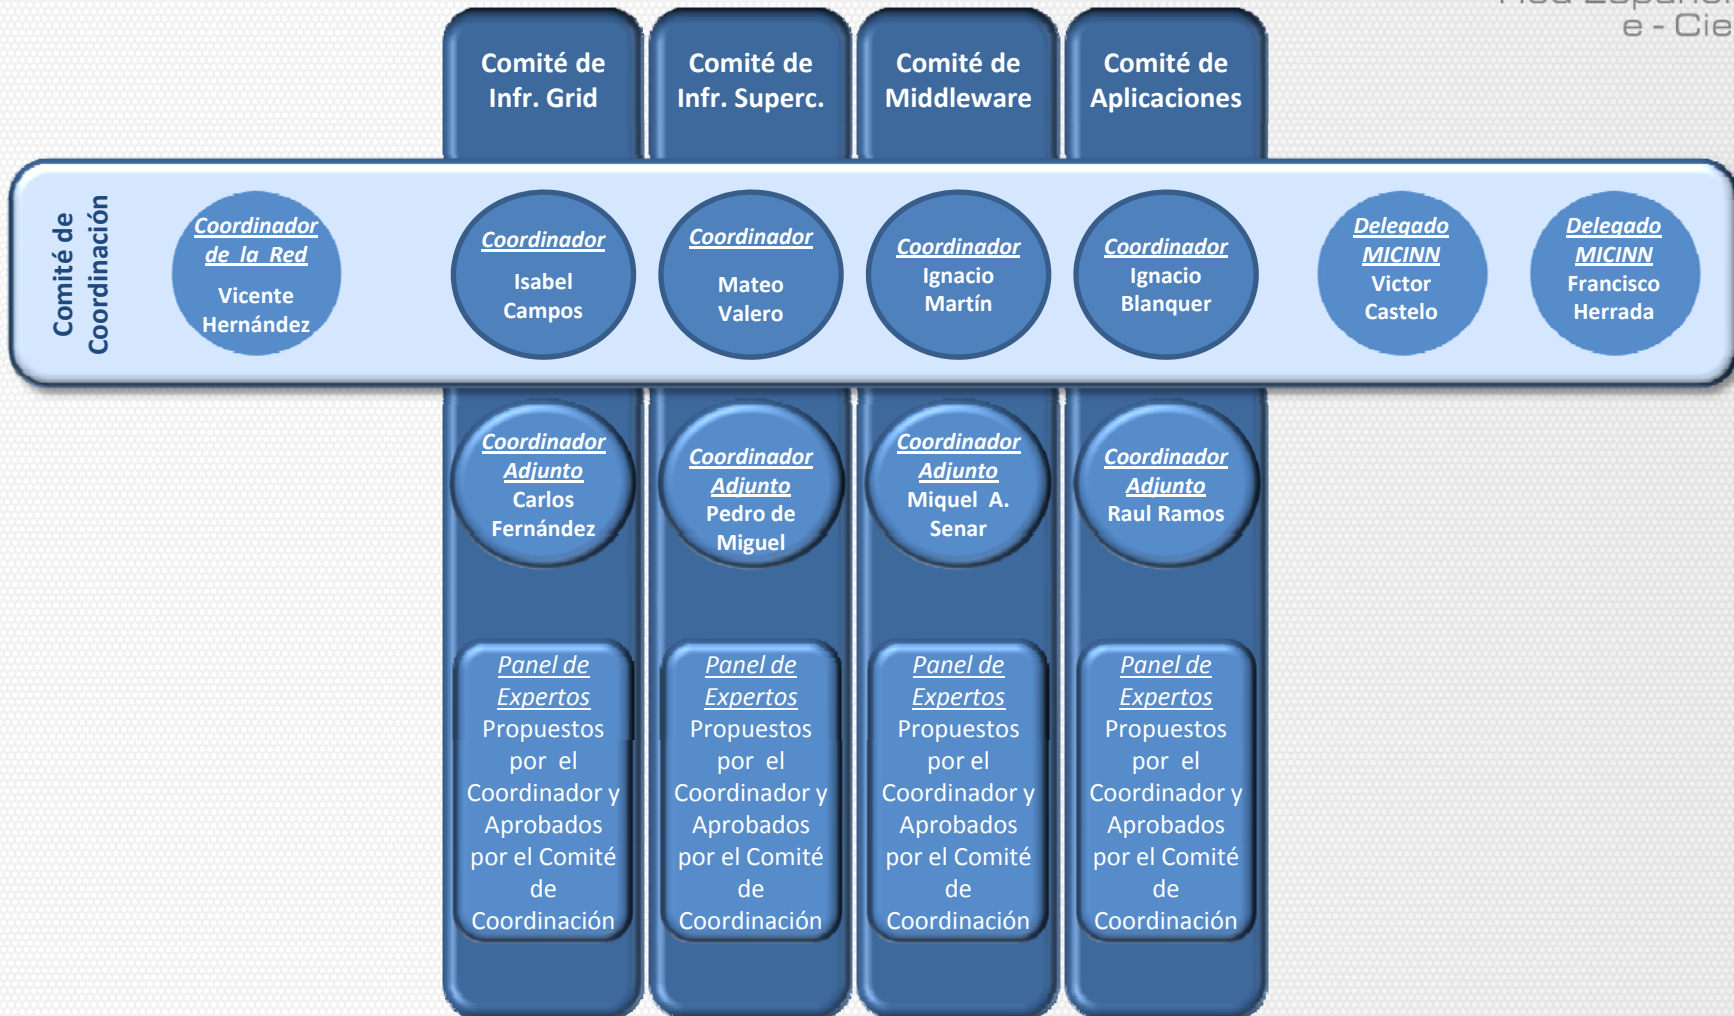 e - Cie
Comité de
Infr. Grid
Comité de
Infr. Superc.
Comité de
Middleware
Comité de
Aplicaciones
Comité de
Coordinación
Coordinador
de la Red
Vicente
Hernández
Coordinador
Isabel
Campos
Coordinador
Mateo
Valero
Coordinador
Ignacio
Martín
Coordinador
Ignacio
Blanquer
Delegado
MICINN
Victor
Castelo
Delegado
MICINN
Francisco
Herrada
Coordinador
Adjunto
Carlos
Fernández
Coordinador
Adjunto
Pedro de
Miguel
Coordinador
Adjunto
Miquel A.
Senar
Coordinador
Adjunto
Raul Ramos
Panel de
Expertos
Propuestos
por el
Coordinador y
Aprobados
por el Comité
de
Coordinación
Panel de
Expertos
Propuestos
por el
Coordinador y
Aprobados
por el Comité
de
Coordinación
Panel de
Expertos
Propuestos
por el
Coordinador y
Aprobados
por el Comité
de
Coordinación
Panel de
Expertos
Propuestos
por el
Coordinador y
Aprobados
por el Comité
de
Coordinación